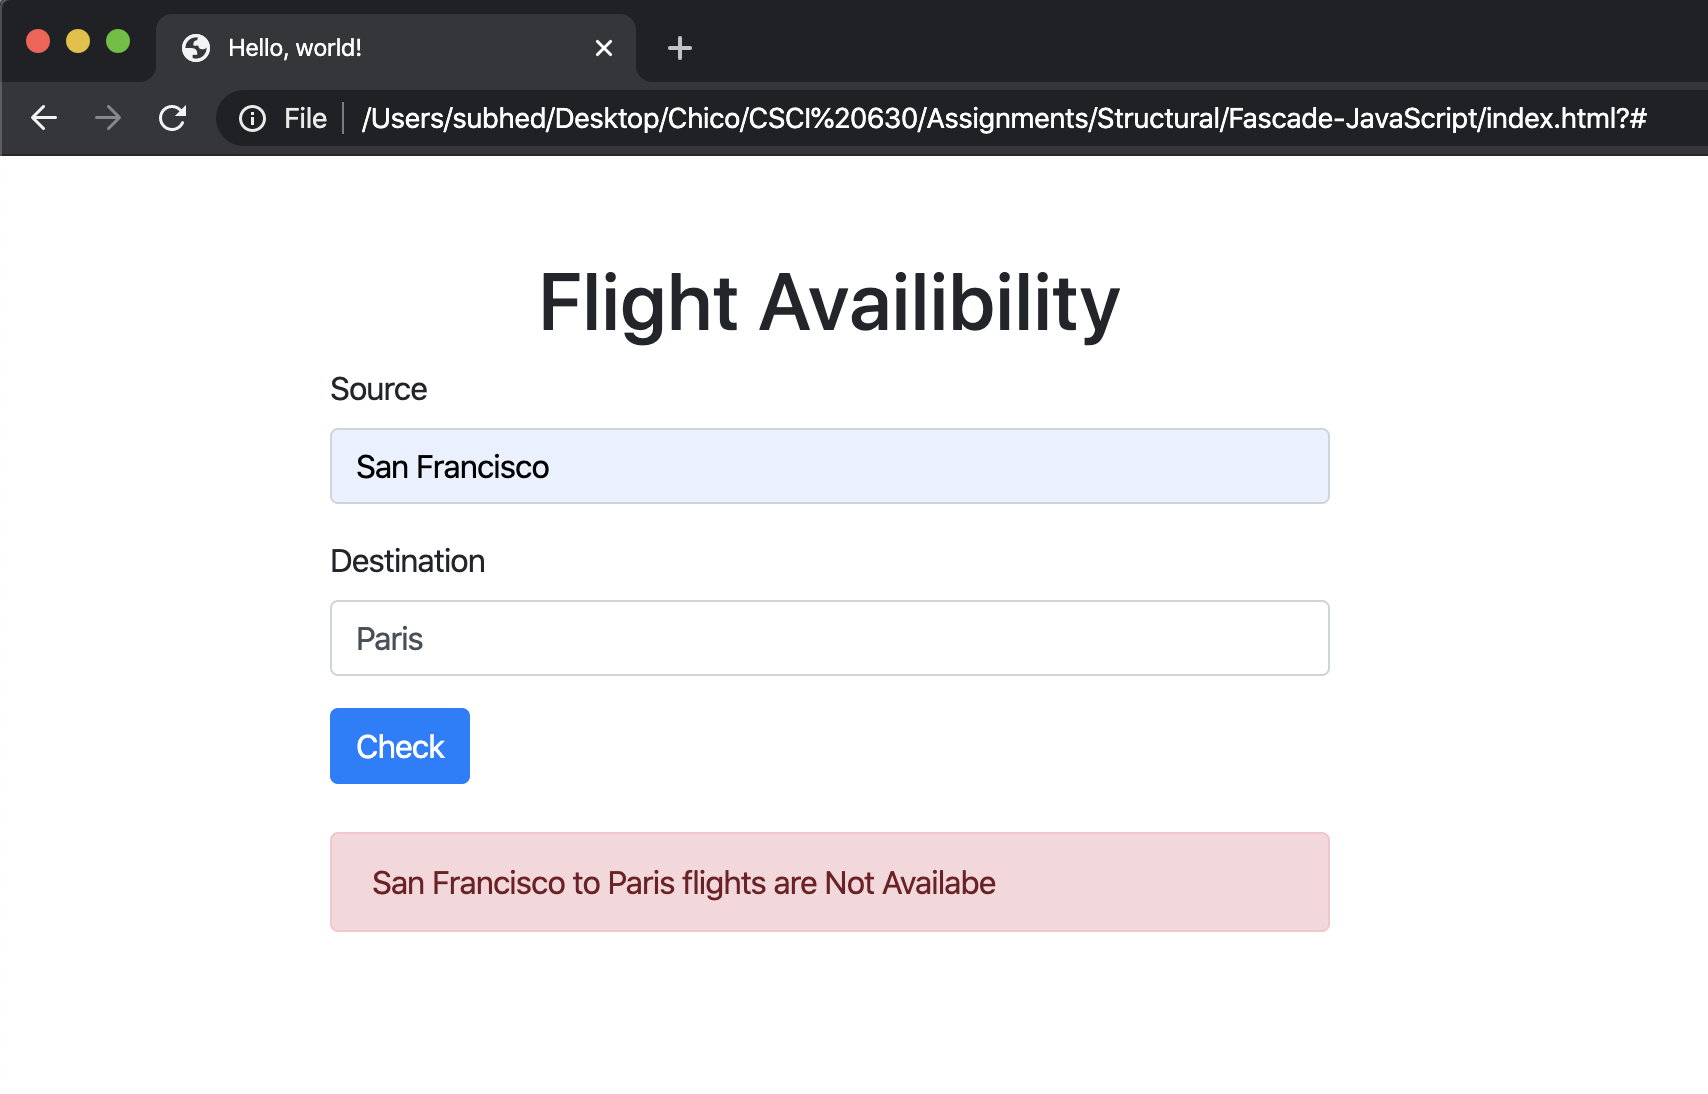 Hello, world!
File /Users/subhed/Desktop/Chico/CSCI%20630/Assignments/Structural/Fascade-JavaScript/index.html?#
Flight Availibility
Source
San Francisco
Destination
Paris
Check
San Francisco to Paris flights are Not Availabe